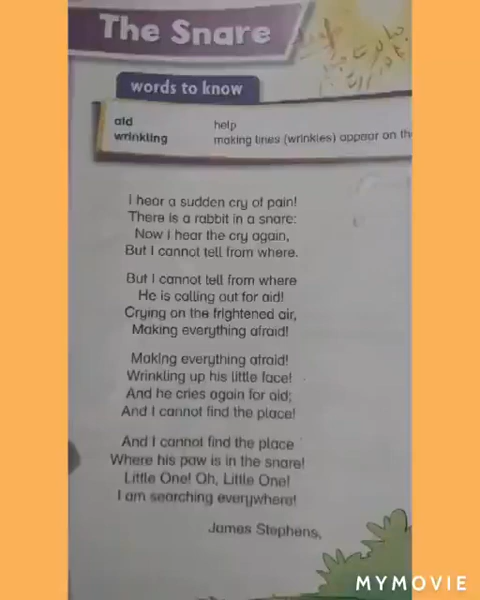 The Snare
words to know
aid help
wrinkling making lines (wrinkles) appear on
I hear a sudden cry of pain!
There is a rabbit in a snare:
Now I hear the cry again,
But I cannot tell from where.
But I cannot tell from where
He is calling out for aid!
Crying on the frightened air,
Making everything afraid!
Making everything afraid!
Wrinkling up his little face!
And he cries again for aid;
And I cannot find the place!
And I cannot find the place
Where his paw is in the snare!
Little One! Oh, Little One!
I am searching everywhere!
James Stephens,
MYMOVIE